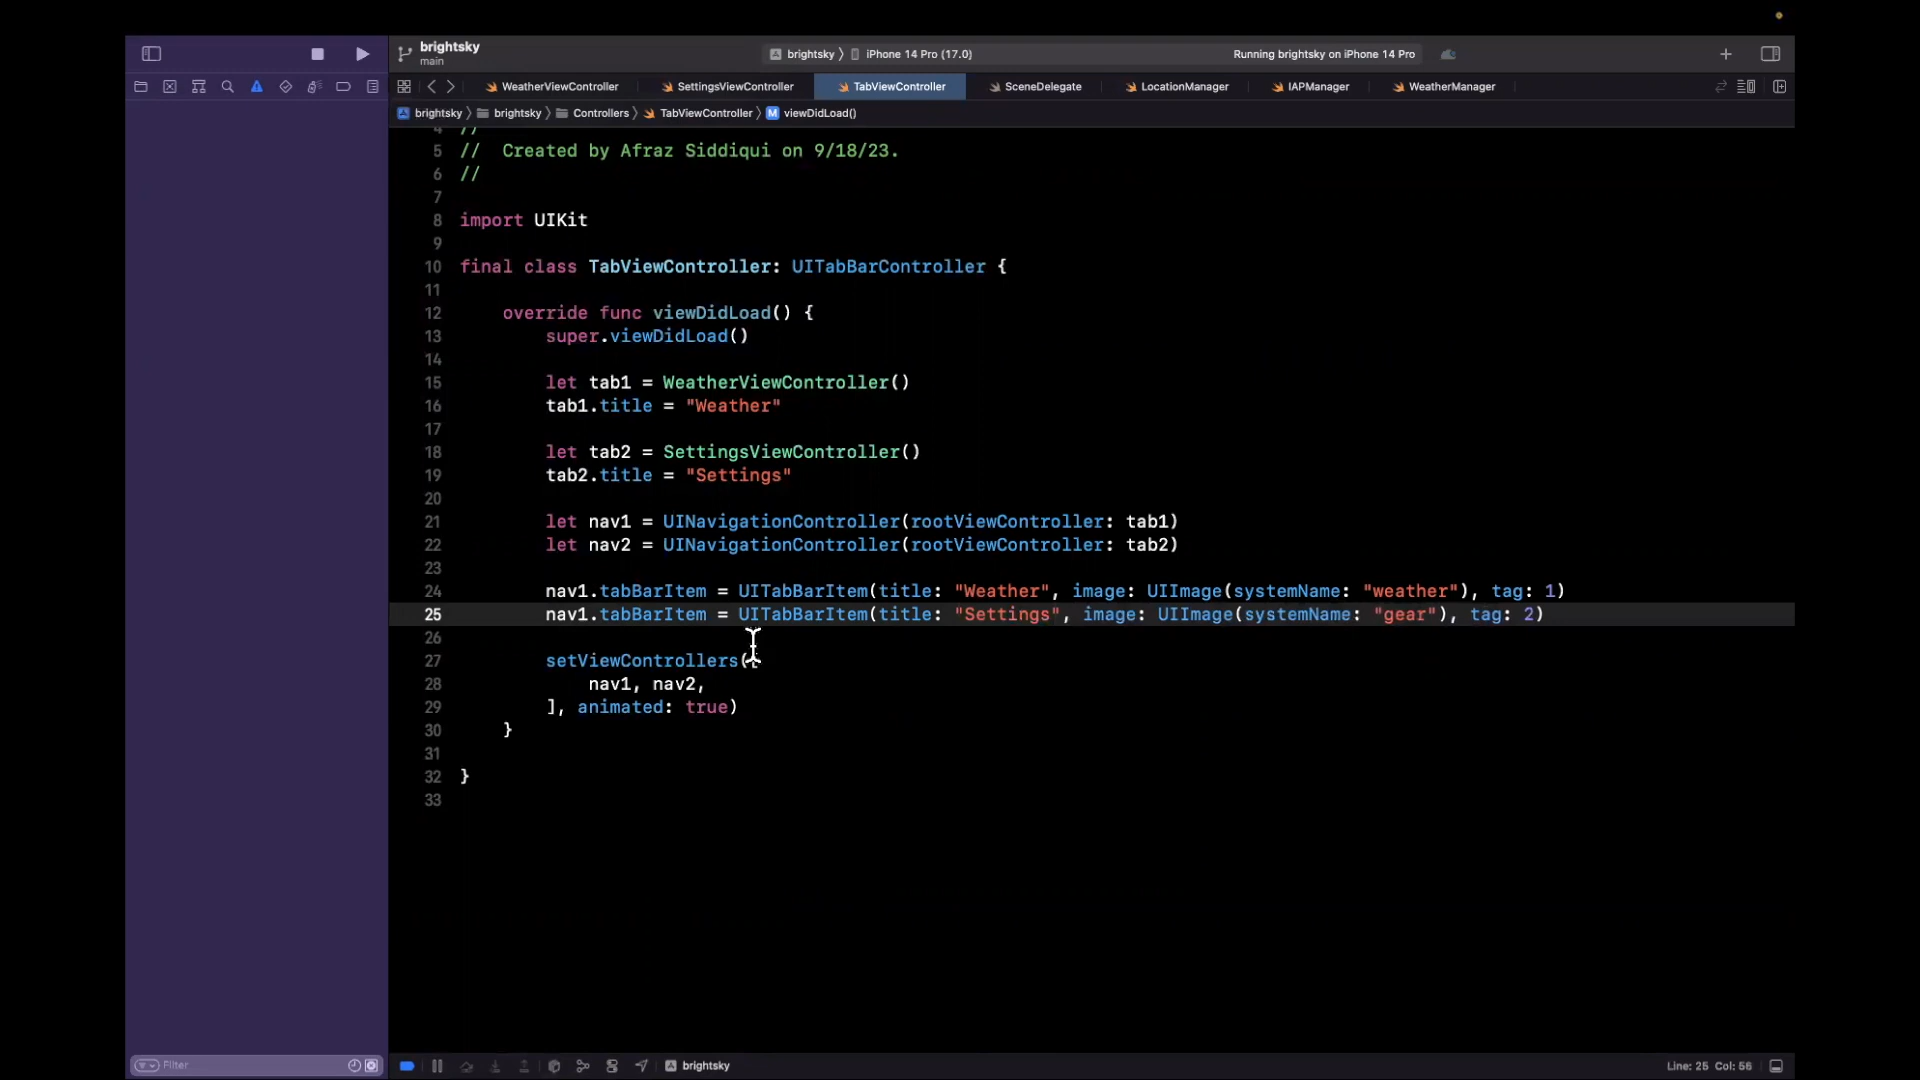 brightsky
main
brightsky 〉 iPhone 14 Pro (17.0)
Running brightsky on iPhone 14 Pro
WeatherViewController
SettingsViewController
TabViewController
SceneDelegate
LocationManager
IAPManager
WeatherManager
brightsky 〉 brightsky 〉 Controllers 〉 TabViewController 〉 M viewDidLoad()
4 //
5 //  Created by Afraz Siddiqui on 9/18/23.
6 //
7
8 import UIKit
9
10 final class TabViewController: UITabBarController {
11
12     override func viewDidLoad() {
13         super.viewDidLoad()
14
15         let tab1 = WeatherViewController()
16         tab1.title = "Weather"
17
18         let tab2 = SettingsViewController()
19         tab2.title = "Settings"
20
21         let nav1 = UINavigationController(rootViewController: tab1)
22         let nav2 = UINavigationController(rootViewController: tab2)
23
24         nav1.tabBarItem = UITabBarItem(title: "Weather", image: UIImage(systemName: "weather"), tag: 1)
25         nav1.tabBarItem = UITabBarItem(title: "Settings", image: UIImage(systemName: "gear"), tag: 2)
26
27         setViewControllers([
28             nav1, nav2,
29         ], animated: true)
30     }
31
32 }
33
Filter
brightsky
Line: 25 Col: 56